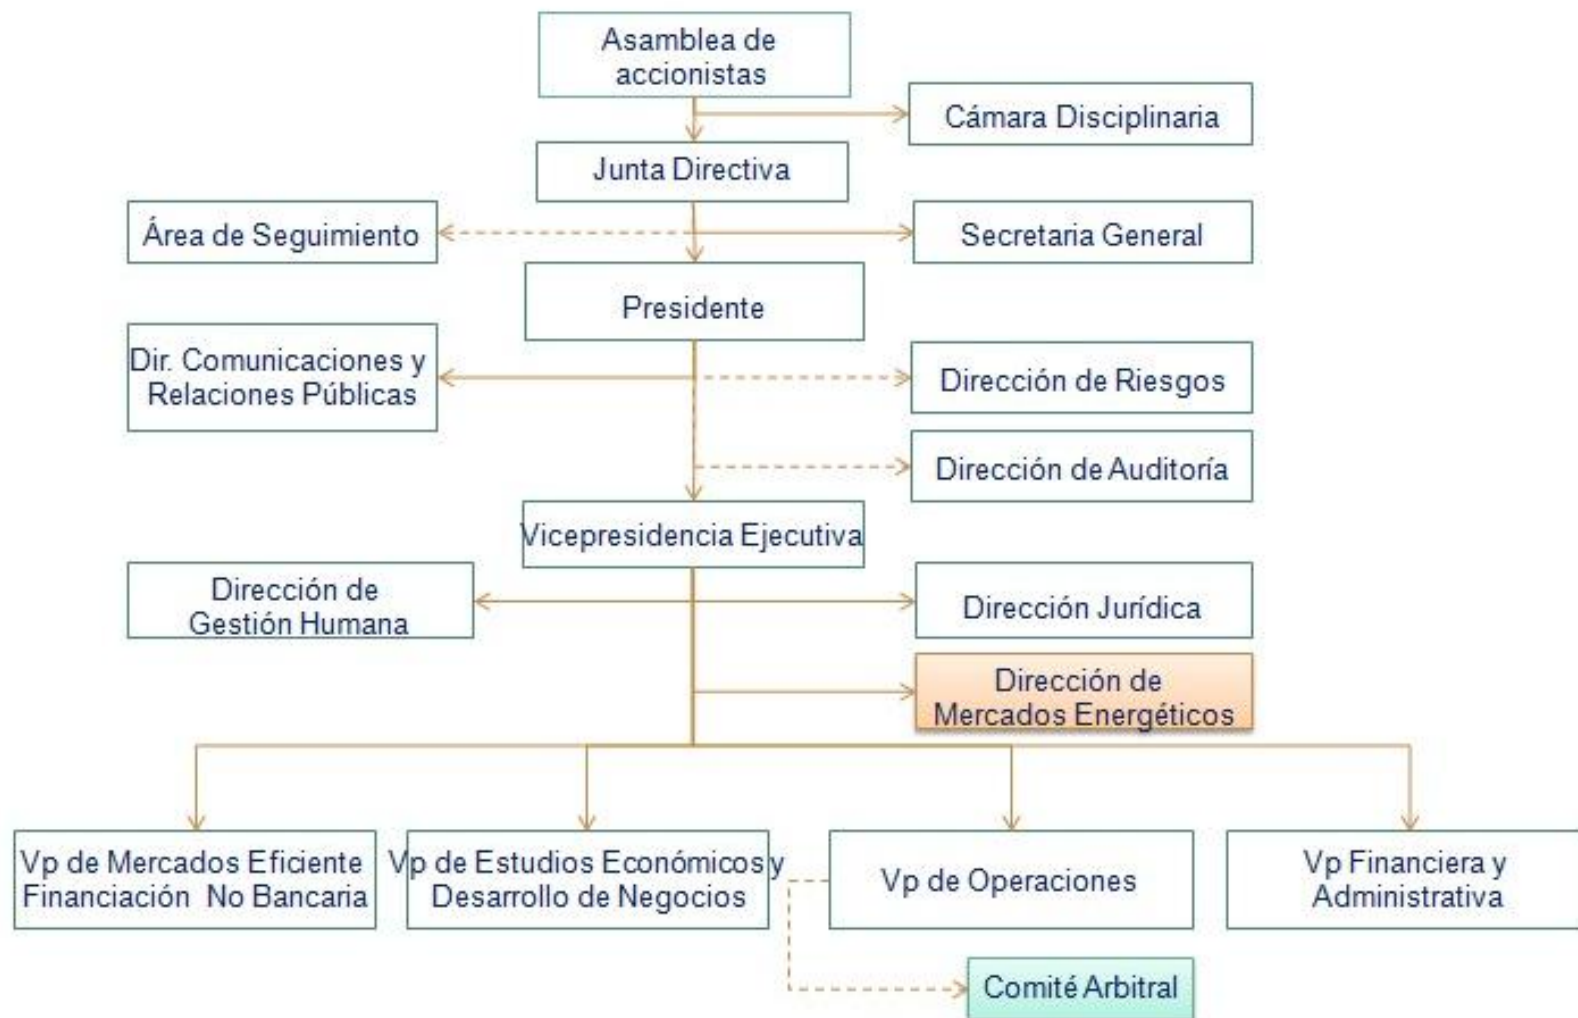 Asamblea de
accionistas
Cámara Disciplinaria
Junta Directiva
Área de Seguimiento
Secretaria General
Presidente
Dir. Comunicaciones y
Relaciones Públicas
Dirección de Riesgos
Dirección de Auditoría
Vicepresidencia Ejecutiva
Dirección de
Gestión Humana
Dirección Jurídica
Dirección de
Mercados Energéticos
Vp de Mercados Eficiente
Financiación No Bancaria
Vp de Estudios Económicos y
Desarrollo de Negocios
Vp de Operaciones
Vp Financiera y
Administrativa
Comité Arbitral